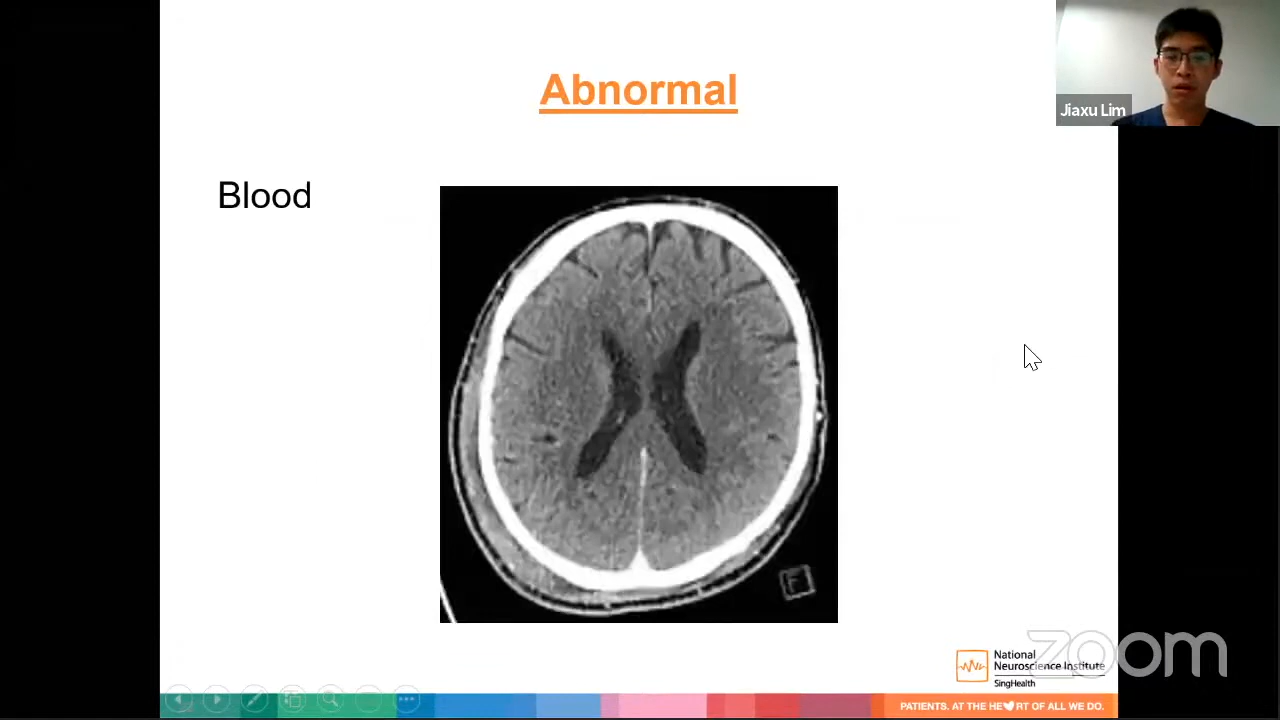 Abnormal
Jiaxu Lim
Blood
F
National
Neuroscience Institute
SingHealth
zoom
PATIENTS. AT THE HE RT OF ALL WE DO.